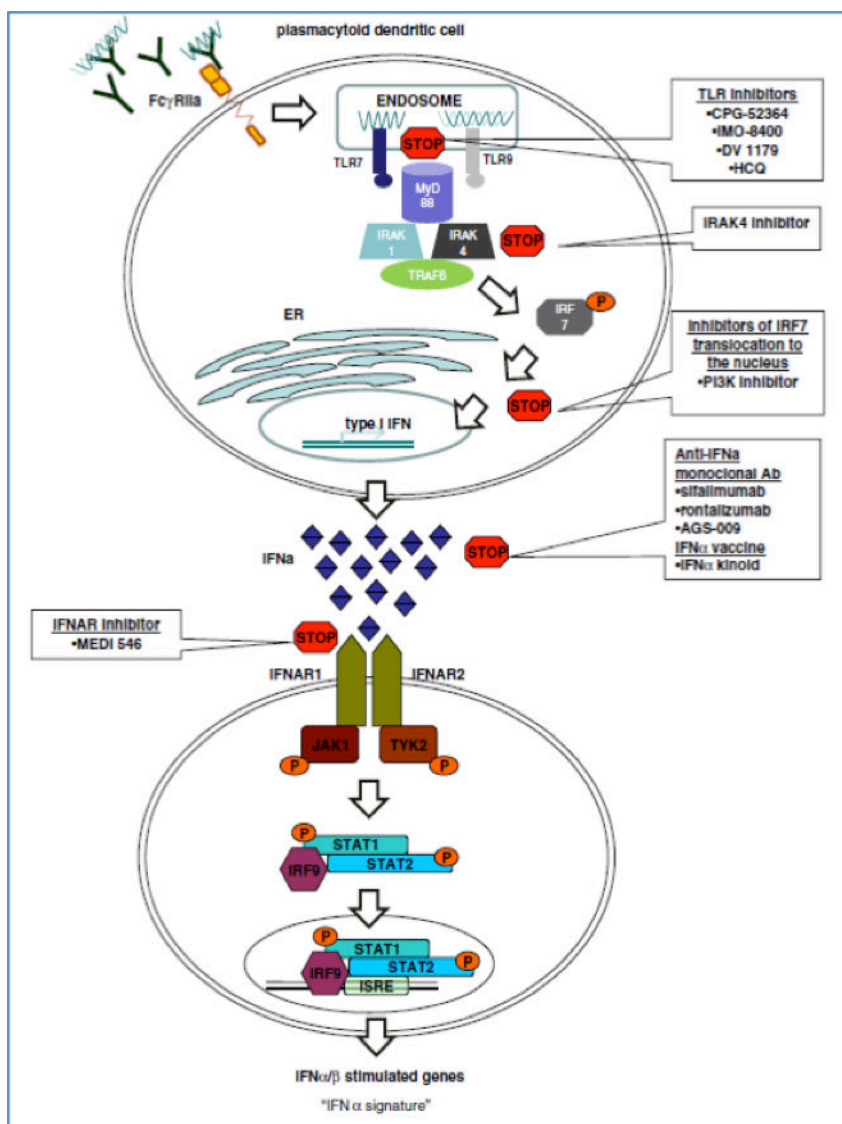 plasmacytoid dendritic cell
FcγRIIa
ENDOSOME
STOP
TLR7
TLR9
MyD
88
IRAK
1
IRAK
4
STOP
TRAF6
TLR Inhibitors
•CPG-52364
•IMO-8400
•DV 1179
•HCQ
IRAK4 Inhibitor
ER
IRF
7
P
Inhibitors of IRF7
translocation to
the nucleus
•PI3K Inhibitor
STOP
type I IFN
Anti-IFNa
monoclonal Ab
•sifalimumab
•rontalizumab
•AGS-009
IFNα vaccine
•IFNα kinoid
IFNa
STOP
IFNAR Inhibitor
•MEDI 546
STOP
IFNAR1
IFNAR2
JAK1
TYK2
P
P
P
STAT1
STAT2
P
IRF9
P
STAT1
STAT2
P
IRF9
ISRE
IFNα/β stimulated genes
"IFN α signature"